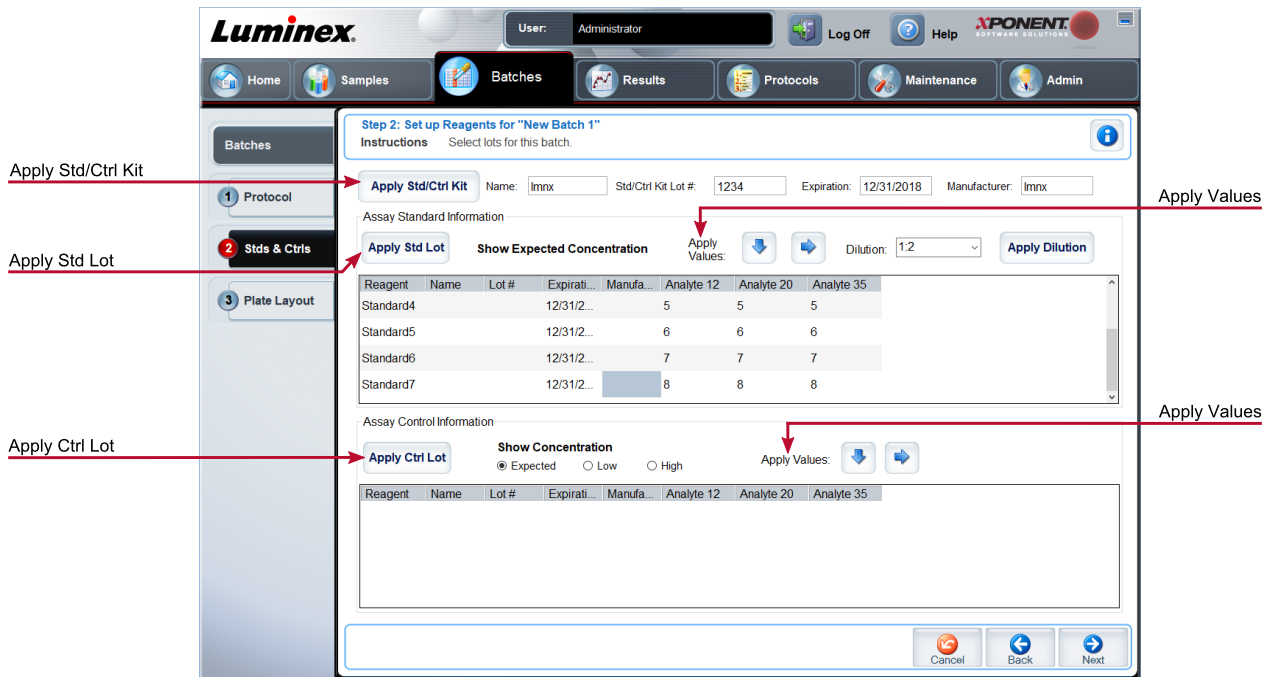 Luminex.
User: Administrator
Log Off
Help
XPONENT.
SOFTWARE SOLUTIONS
Home
Samples
Batches
Results
Protocols
Maintenance
Admin
Batches
1 Protocol
2 Stds & Ctrls
3 Plate Layout
Step 2: Set up Reagents for "New Batch 1"
Instructions Select lots for this batch.
Apply Std/Ctrl Kit
Apply Std/Ctrl Kit Name: lmnx Std/Ctrl Kit Lot #: 1234 Expiration: 12/31/2018 Manufacturer: lmnx
Apply Values
Assay Standard Information
Apply Std Lot
Apply Std Lot Show Expected Concentration Apply Values: Dilution: 1:2 Apply Dilution
Reagent Name Lot # Expirati... Manufa... Analyte 12 Analyte 20 Analyte 35
Standard4 12/31/2... 5 5 5
Standard5 12/31/2... 6 6 6
Standard6 12/31/2... 7 7 7
Standard7 12/31/2... 8 8 8
Apply Values
Assay Control Information
Apply Ctrl Lot
Apply Ctrl Lot Show Concentration Apply Values:
Expected Low High
Reagent Name Lot # Expirati... Manufa... Analyte 12 Analyte 20 Analyte 35
Cancel Back Next